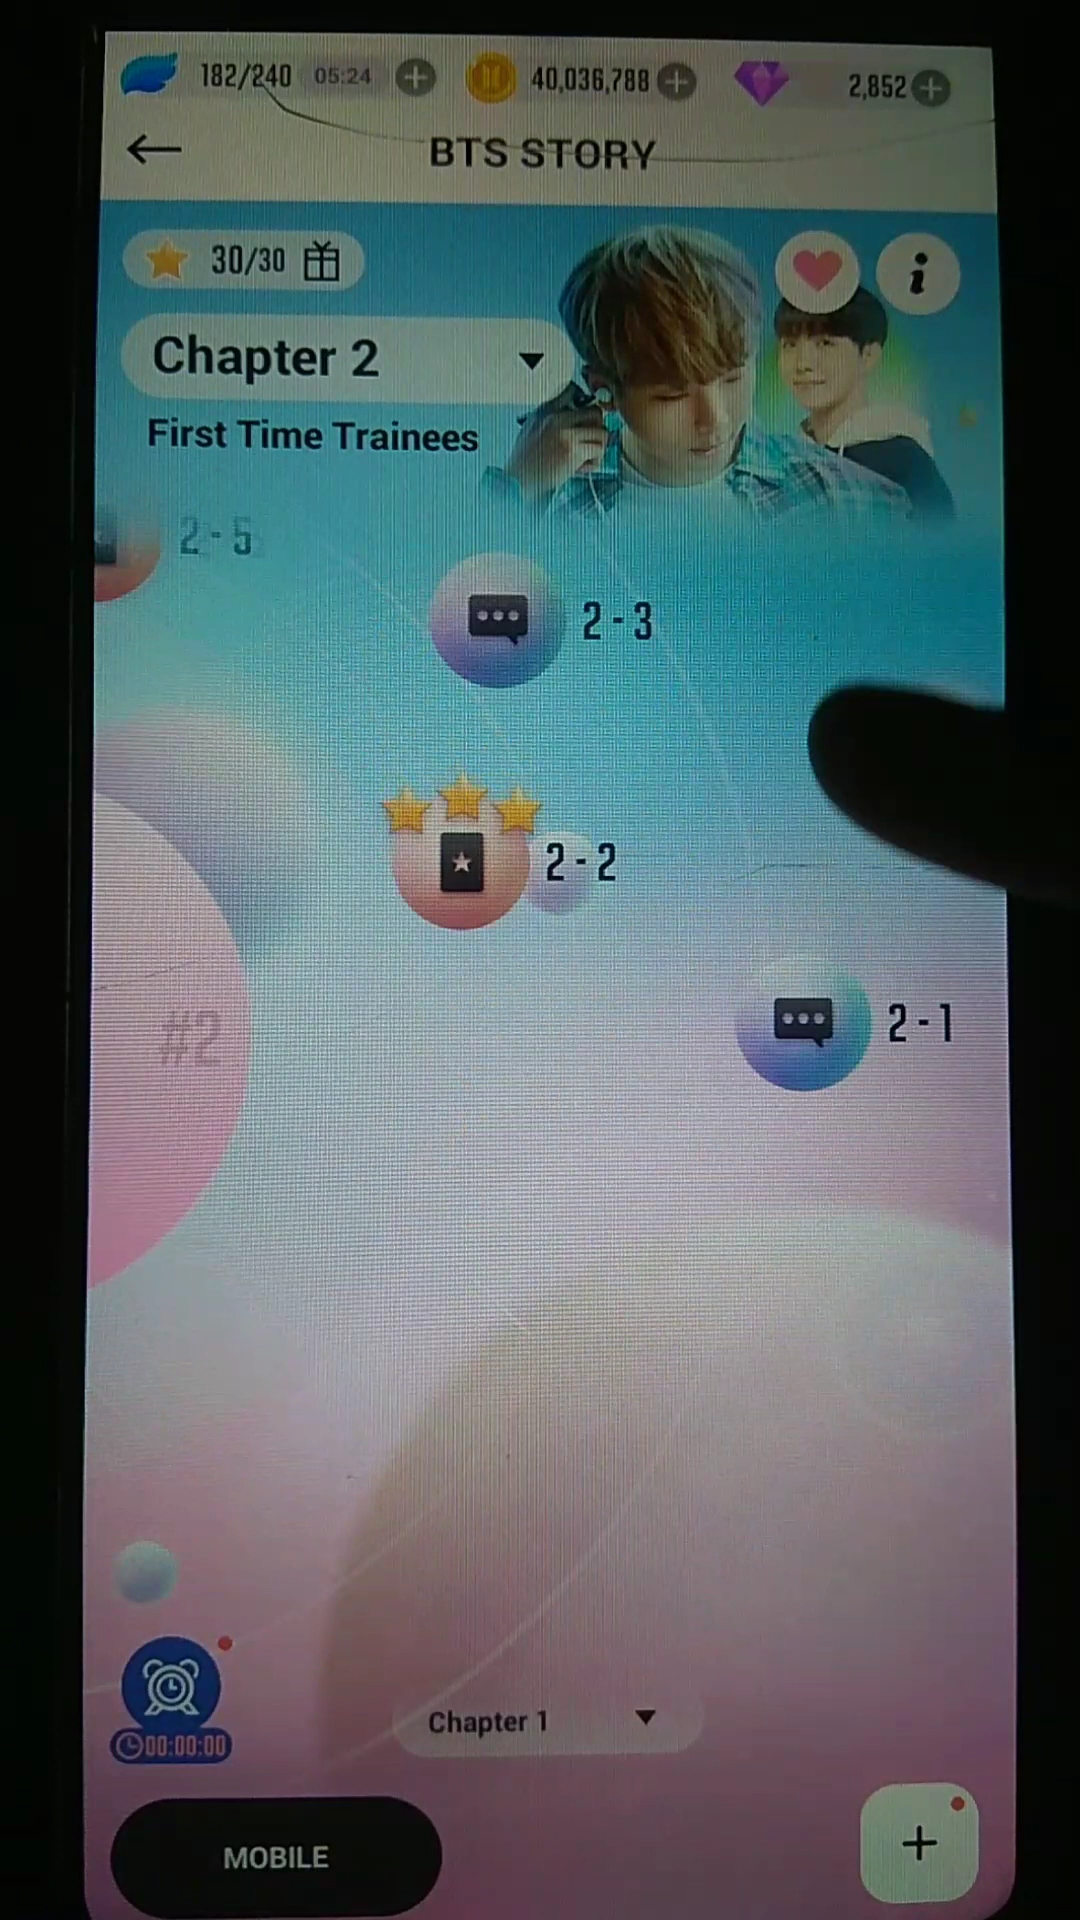 182/240 05:24 40,036,788 2,852
BTS STORY
30/30
Chapter 2
First Time Trainees
2 - 5
2 - 3
2 - 2
2 - 1
#2
00:00:00
Chapter 1
MOBILE